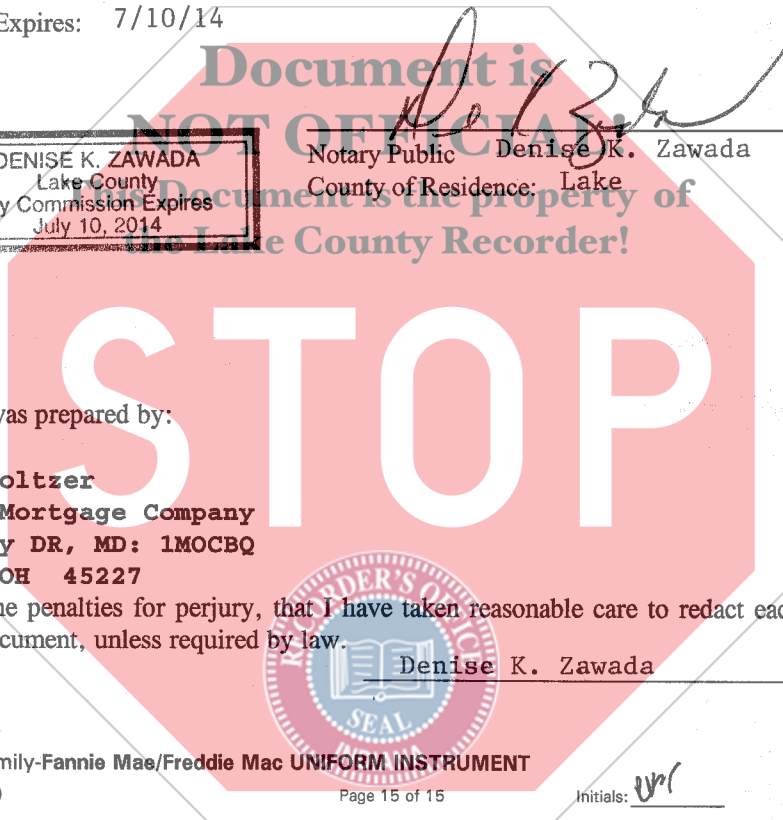 Expires: 7/10/14
Document is
NOT OFFICIAL!
DENISE K. ZAWADA
Lake County
y Commission Expires
July 10, 2014
Notary Public Denise K. Zawada
County of Residence: Lake
This Document is the property of
the Lake County Recorder!
STOP
was prepared by:
oltzer
Mortgage Company
y DR, MD: 1MOCBQ
OH 45227
he penalties for perjury, that I have taken reasonable care to redact eac
cument, unless required by law.
Denise K. Zawada
RECORDER'S OFFICE
SEAL
INDIANA
mily-Fannie Mae/Freddie Mac UNIFORM INSTRUMENT
)
Page 15 of 15
Initials: